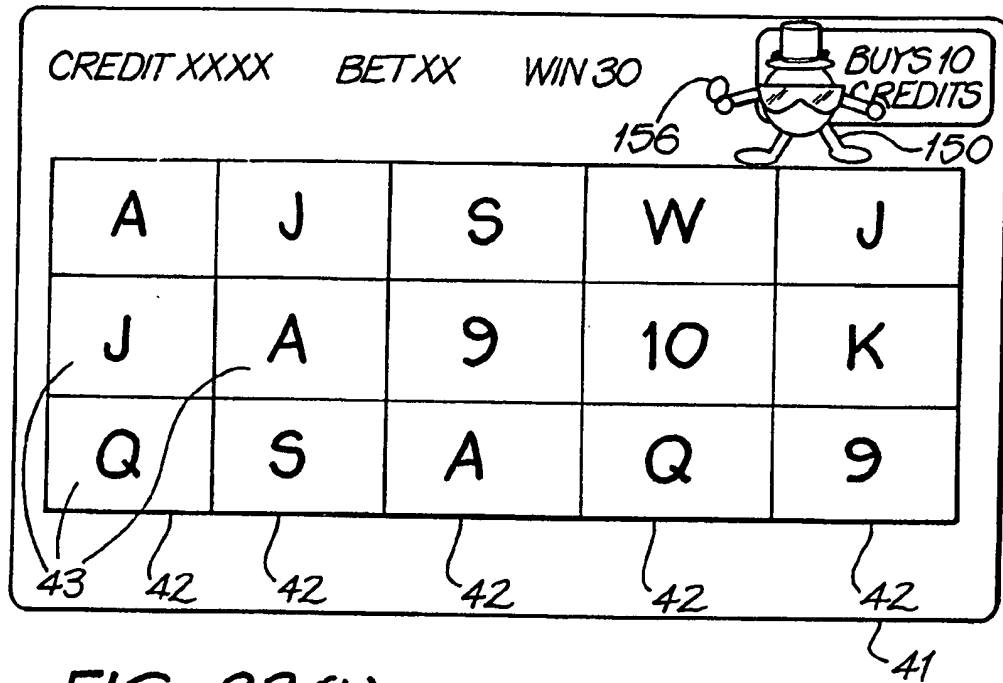 CREDIT XXXX BET XX WIN 30 BUYS 10
CREDITS
156 150
A J S W J
J A 9 10 K
Q S A Q 9
43 42 42 42 42 42
41